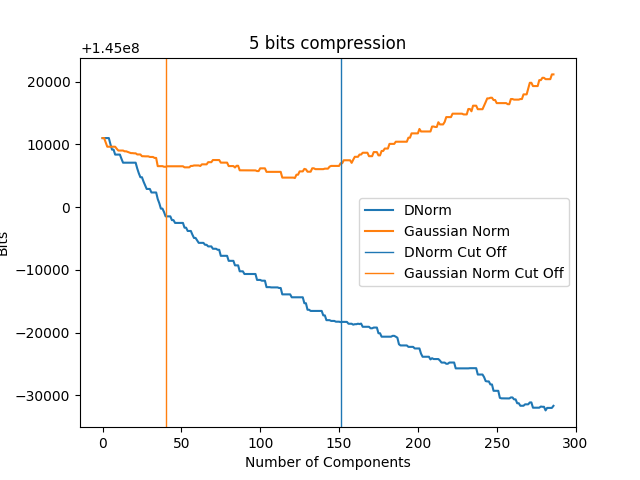 5 bits compression
+1.45e8
20000
10000
0
−10000
−20000
−30000
Bits
DNorm
Gaussian Norm
DNorm Cut Off
Gaussian Norm Cut Off
0 50 100 150 200 250 300
Number of Components